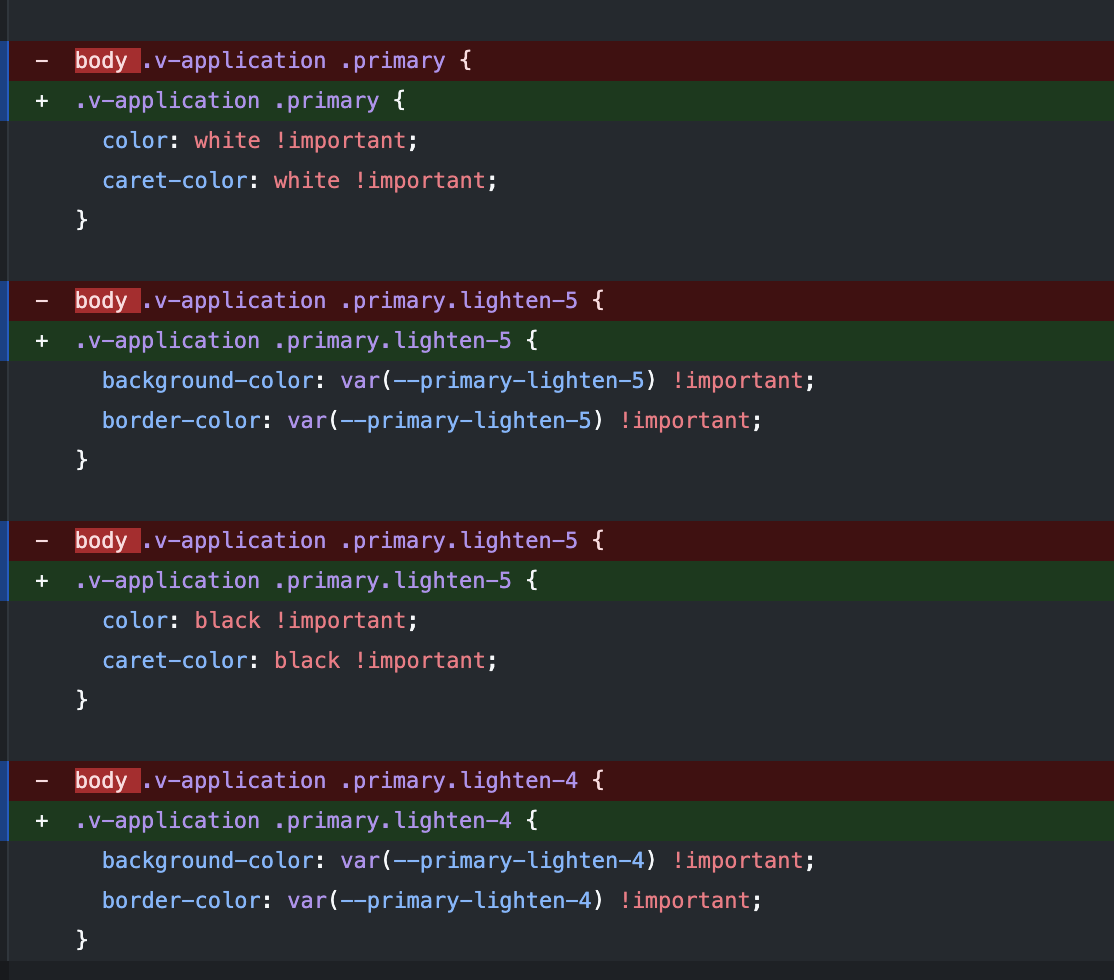 - body .v-application .primary {
+ .v-application .primary {
color: white !important;
caret-color: white !important;
}
- body .v-application .primary.lighten-5 {
+ .v-application .primary.lighten-5 {
background-color: var(--primary-lighten-5) !important;
border-color: var(--primary-lighten-5) !important;
}
- body .v-application .primary.lighten-5 {
+ .v-application .primary.lighten-5 {
color: black !important;
caret-color: black !important;
}
- body .v-application .primary.lighten-4 {
+ .v-application .primary.lighten-4 {
background-color: var(--primary-lighten-4) !important;
border-color: var(--primary-lighten-4) !important;
}